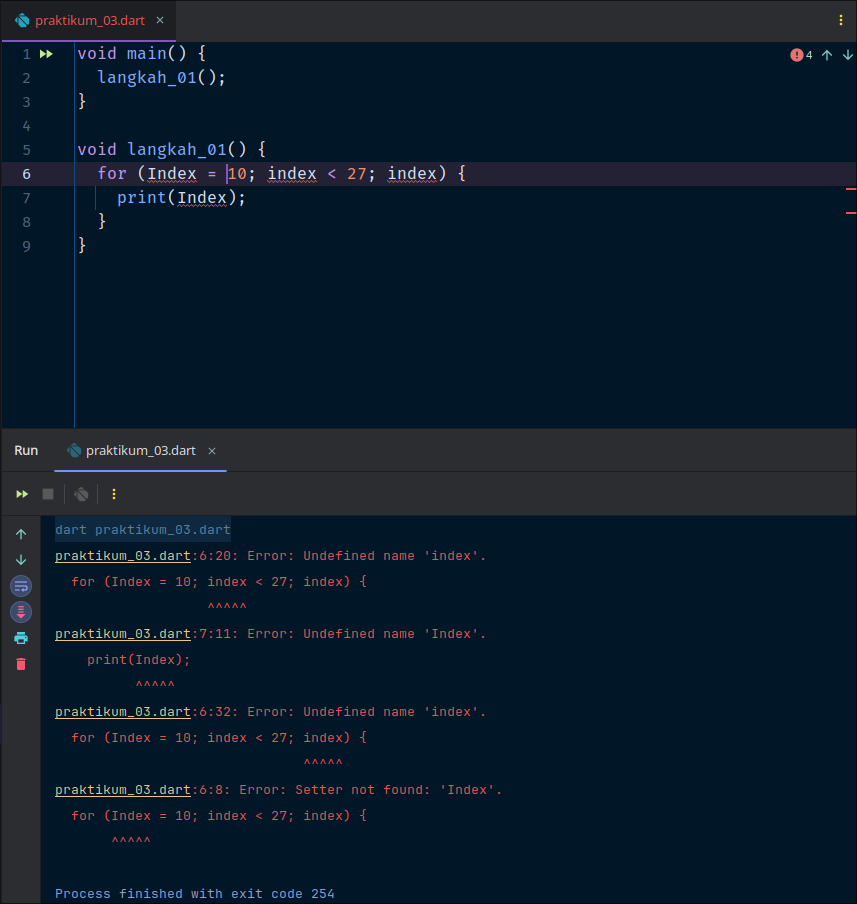 praktikum_03.dart ×
4
1 void main() {
2 langkah_01();
3 }
4
5 void langkah_01() {
6 for (Index = 10; index < 27; index) {
7 print(Index);
8 }
9 }
Run praktikum_03.dart ×
dart praktikum_03.dart
praktikum_03.dart:6:20: Error: Undefined name 'index'.
for (Index = 10; index < 27; index) {
^^^^^
praktikum_03.dart:7:11: Error: Undefined name 'Index'.
print(Index);
^^^^^
praktikum_03.dart:6:32: Error: Undefined name 'index'.
for (Index = 10; index < 27; index) {
^^^^^
praktikum_03.dart:6:8: Error: Setter not found: 'Index'.
for (Index = 10; index < 27; index) {
^^^^^
Process finished with exit code 254